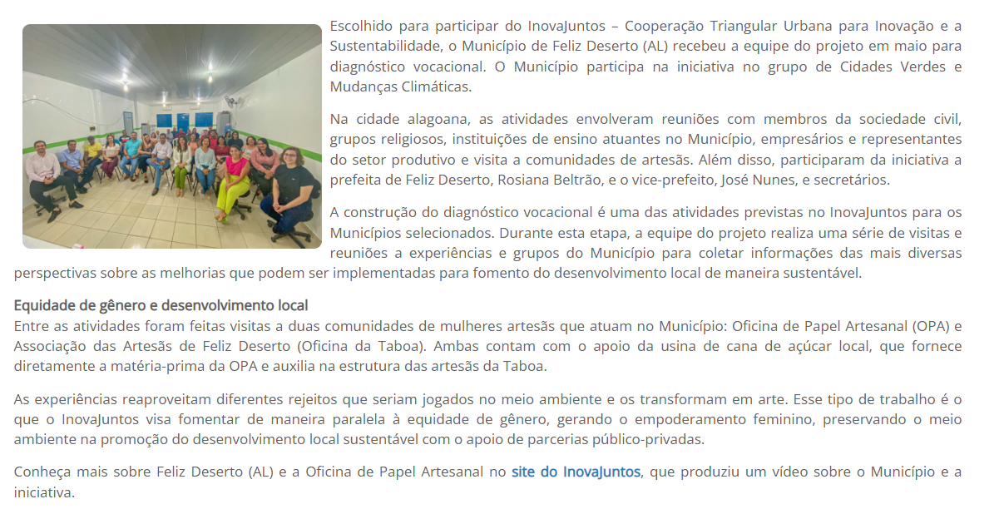 Escolhido para participar do InovaJuntos – Cooperação Triangular Urbana para Inovação e a
Sustentabilidade, o Município de Feliz Deserto (AL) recebeu a equipe do projeto em maio para
diagnóstico vocacional. O Município participa na iniciativa no grupo de Cidades Verdes e
Mudanças Climáticas.
Na cidade alagoana, as atividades envolveram reuniões com membros da sociedade civil,
grupos religiosos, instituições de ensino atuantes no Município, empresários e representantes
do setor produtivo e visita a comunidades de artesãs. Além disso, participaram da iniciativa a
prefeita de Feliz Deserto, Rosiana Beltrão, e o vice-prefeito, José Nunes, e secretários.
A construção do diagnóstico vocacional é uma das atividades previstas no InovaJuntos para os
Municípios selecionados. Durante esta etapa, a equipe do projeto realiza uma série de visitas e
reuniões a experiências e grupos do Município para coletar informações das mais diversas
perspectivas sobre as melhorias que podem ser implementadas para fomento do desenvolvimento local de maneira sustentável.
Equidade de gênero e desenvolvimento local
Entre as atividades foram feitas visitas a duas comunidades de mulheres artesãs que atuam no Município: Oficina de Papel Artesanal (OPA) e
Associação das Artesãs de Feliz Deserto (Oficina da Taboa). Ambas contam com o apoio da usina de cana de açúcar local, que fornece
diretamente a matéria-prima da OPA e auxilia na estrutura das artesãs da Taboa.
As experiências reaproveitam diferentes rejeitos que seriam jogados no meio ambiente e os transformam em arte. Esse tipo de trabalho é o
que o InovaJuntos visa fomentar de maneira paralela à equidade de gênero, gerando o empoderamento feminino, preservando o meio
ambiente na promoção do desenvolvimento local sustentável com o apoio de parcerias público-privadas.
Conheça mais sobre Feliz Deserto (AL) e a Oficina de Papel Artesanal no site do InovaJuntos, que produziu um vídeo sobre o Município e a
iniciativa.